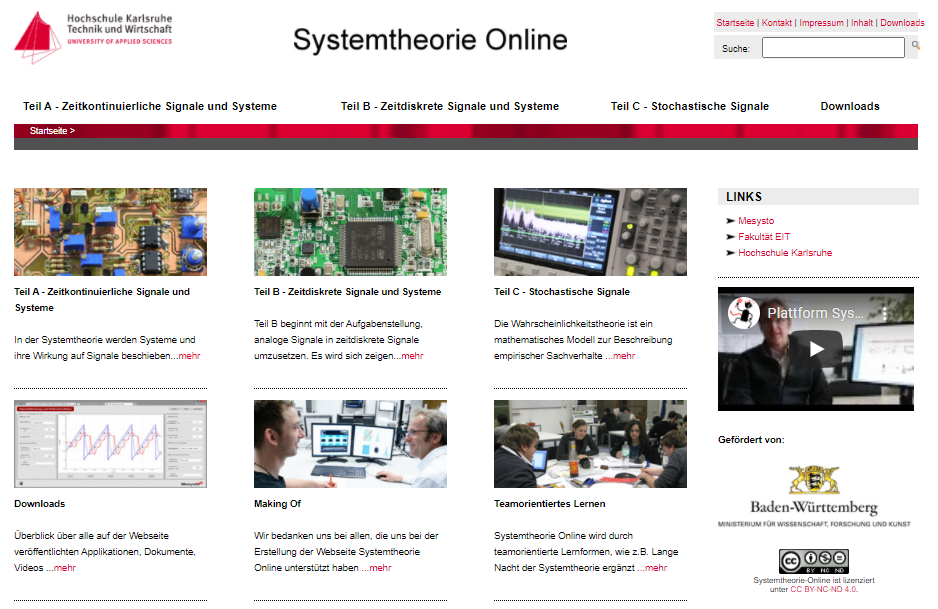 Hochschule Karlsruhe
Technik und Wirtschaft
UNIVERSITY OF APPLIED SCIENCES
Systemtheorie Online
Startseite | Kontakt | Impressum | Inhalt | Downloads
Suche:
Teil A - Zeitkontinuierliche Signale und Systeme
Teil B - Zeitdiskrete Signale und Systeme
Teil C - Stochastische Signale
Downloads
Startseite >
Teil A - Zeitkontinuierliche Signale und
Systeme
In der Systemtheorie werden Systeme und
ihre Wirkung auf Signale beschieben...mehr
Teil B - Zeitdiskrete Signale und Systeme
Teil B beginnt mit der Aufgabenstellung,
analoge Signale in zeitdiskrete Signale
umzusetzen. Es wird sich zeigen...mehr
Teil C - Stochastische Signale
Die Wahrscheinlichkeitstheorie ist ein
mathematisches Modell zur Beschreibung
empirischer Sachverhalte ...mehr
Downloads
Überblick über alle auf der Webseite
veröffentlichten Applikationen, Dokumente,
Videos ...mehr
Making Of
Wir bedanken uns bei allen, die uns bei der
Erstellung der Webseite Systemtheorie
Online unterstützt haben ...mehr
Teamorientiertes Lernen
Systemtheorie Online wird durch
teamorientierte Lernformen, wie z.B. Lange
Nacht der Systemtheorie ergänzt ...mehr
LINKS
➤ Mesysto
➤ Fakultät EIT
➤ Hochschule Karlsruhe
Plattform Sys...
Gefördert von:
Baden-Württemberg
MINISTERIUM FÜR WISSENSCHAFT, FORSCHUNG UND KUNST
cc
BY NC ND
Systemtheorie-Online ist lizenziert
unter CC BY-NC-ND 4.0.